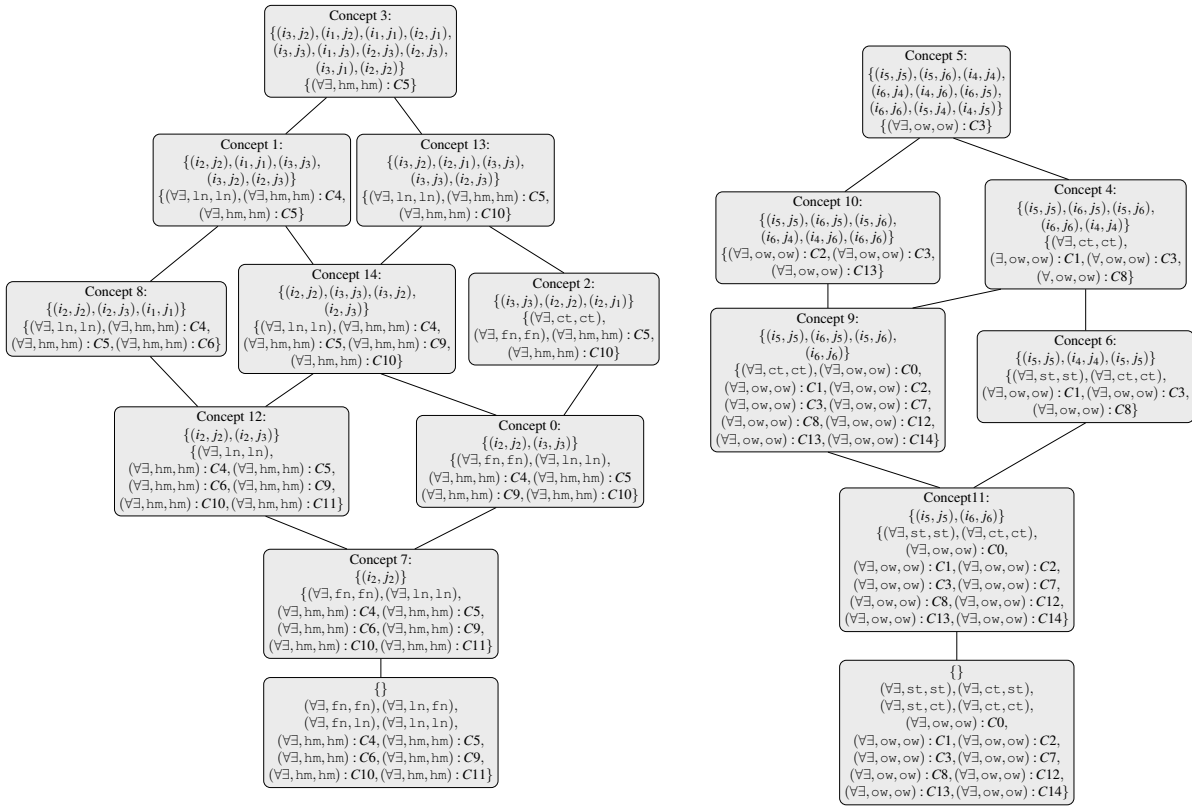 Concept 3:
{(i3, j2),(i1, j2),(i1, j1),(i2, j1),
(i3, j3),(i1, j3),(i2, j3),(i2, j3),
(i3, j1),(i2, j2)}
{(∀∃,hm,hm) : C5}
Concept 1:
{(i2, j2),(i1, j1),(i3, j3),
(i3, j2),(i2, j3)}
{(∀∃,ln,ln),(∀∃,hm,hm) : C4,
(∀∃,hm,hm) : C5}
Concept 13:
{(i3, j2),(i2, j1),(i3, j3),
(i3, j3),(i2, j3)}
{(∀∃,ln,ln),(∀∃,hm,hm) : C5,
(∀∃,hm,hm) : C10}
Concept 8:
{(i2, j2),(i2, j3),(i1, j1)}
{(∀∃,ln,ln),(∀∃,hm,hm) : C4,
(∀∃,hm,hm) : C5,(∀∃,hm,hm) : C6}
Concept 14:
{(i2, j2),(i3, j3),(i3, j2),
(i2, j3)}
{(∀∃,ln,ln),(∀∃,hm,hm) : C4,
(∀∃,hm,hm) : C5,(∀∃,hm,hm) : C9,
(∀∃,hm,hm) : C10}
Concept 2:
{(i3, j3),(i2, j2),(i2, j1)}
{(∀∃,ct,ct),
(∀∃,fn,fn),(∀∃,hm,hm) : C5,
(∀∃,hm,hm) : C10}
Concept 12:
{(i2, j2),(i2, j3)}
{(∀∃,ln,ln),
(∀∃,hm,hm) : C4,(∀∃,hm,hm) : C5,
(∀∃,hm,hm) : C6,(∀∃,hm,hm) : C9,
(∀∃,hm,hm) : C10,(∀∃,hm,hm) : C11}
Concept 0:
{(i2, j2),(i3, j3)}
{(∀∃,fn,fn),(∀∃,ln,ln),
(∀∃,hm,hm) : C4,(∀∃,hm,hm) : C5
(∀∃,hm,hm) : C9,(∀∃,hm,hm) : C10}
Concept 7:
{(i2, j2)}
{(∀∃,fn,fn),(∀∃,ln,ln),
(∀∃,hm,hm) : C4,(∀∃,hm,hm) : C5,
(∀∃,hm,hm) : C6,(∀∃,hm,hm) : C9,
(∀∃,hm,hm) : C10,(∀∃,hm,hm) : C11}
{}
(∀∃,fn,fn),(∀∃,ln,fn),
(∀∃,fn,ln),(∀∃,ln,ln),
(∀∃,hm,hm) : C4,(∀∃,hm,hm) : C5,
(∀∃,hm,hm) : C6,(∀∃,hm,hm) : C9,
(∀∃,hm,hm) : C10,(∀∃,hm,hm) : C11}
Concept 5:
{(i5, j5),(i5, j6),(i4, j4),
(i6, j4),(i4, j6),(i6, j5),
(i6, j6),(i5, j4),(i4, j5)}
{(∀∃,ow,ow) : C3}
Concept 10:
{(i5, j5),(i6, j5),(i5, j6),
(i6, j4),(i4, j6),(i6, j6)}
{(∀∃,ow,ow) : C2,(∀∃,ow,ow) : C3,
(∀∃,ow,ow) : C13}
Concept 4:
{(i5, j5),(i6, j5),(i5, j6),
(i6, j6),(i4, j4)}
{(∀∃,ct,ct),
(∃,ow,ow) : C1,(∀,ow,ow) : C3,
(∀,ow,ow) : C8}
Concept 9:
{(i5, j5),(i6, j5),(i5, j6),
(i6, j6)}
{(∀∃,ct,ct),(∀∃,ow,ow) : C0,
(∀∃,ow,ow) : C1,(∀∃,ow,ow) : C2,
(∀∃,ow,ow) : C3,(∀∃,ow,ow) : C7,
(∀∃,ow,ow) : C8,(∀∃,ow,ow) : C12,
(∀∃,ow,ow) : C13,(∀∃,ow,ow) : C14}
Concept 6:
{(i5, j5),(i4, j4),(i5, j5)}
{(∀∃,st,st),(∀∃,ct,ct),
(∀∃,ow,ow) : C1,(∀∃,ow,ow) : C3,
(∀∃,ow,ow) : C8}
Concept11:
{(i5, j5),(i6, j6)}
{(∀∃,st,st),(∀∃,ct,ct),
(∀∃,ow,ow) : C0,
(∀∃,ow,ow) : C1,(∀∃,ow,ow) : C2,
(∀∃,ow,ow) : C3,(∀∃,ow,ow) : C7,
(∀∃,ow,ow) : C8,(∀∃,ow,ow) : C12,
(∀∃,ow,ow) : C13,(∀∃,ow,ow) : C14}
{}
(∀∃,st,st),(∀∃,ct,st),
(∀∃,st,ct),(∀∃,ct,ct),
(∀∃,ow,ow) : C0,
(∀∃,ow,ow) : C1,(∀∃,ow,ow) : C2,
(∀∃,ow,ow) : C3,(∀∃,ow,ow) : C7,
(∀∃,ow,ow) : C8,(∀∃,ow,ow) : C12,
(∀∃,ow,ow) : C13,(∀∃,ow,ow) : C14}